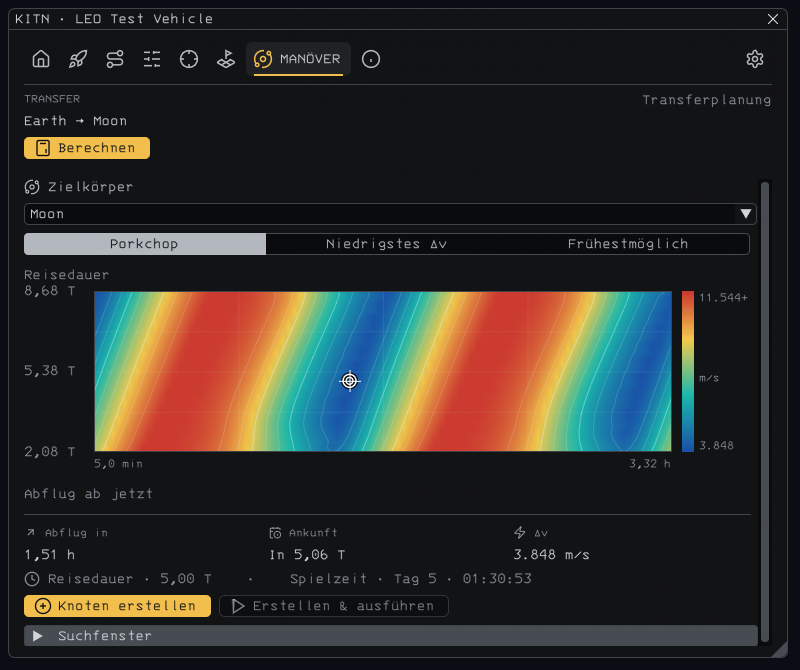 KITN · LEO Test Vehicle
MANÖVER
TRANSFER
Transferplanung
Earth → Moon
Berechnen
Zielkörper
Moon
Porkchop Niedrigstes Δv Frühestmöglich
Reisedauer
8,68 T
11.544+
5,38 T
m/s
2,08 T
3.848
5,0 min 3,32 h
Abflug ab jetzt
Abflug in Ankunft Δv
1,51 h In 5,06 T 3.848 m/s
Reisedauer · 5,00 T · Spielzeit · Tag 5 · 01:30:53
Knoten erstellen Erstellen & ausführen
Suchfenster